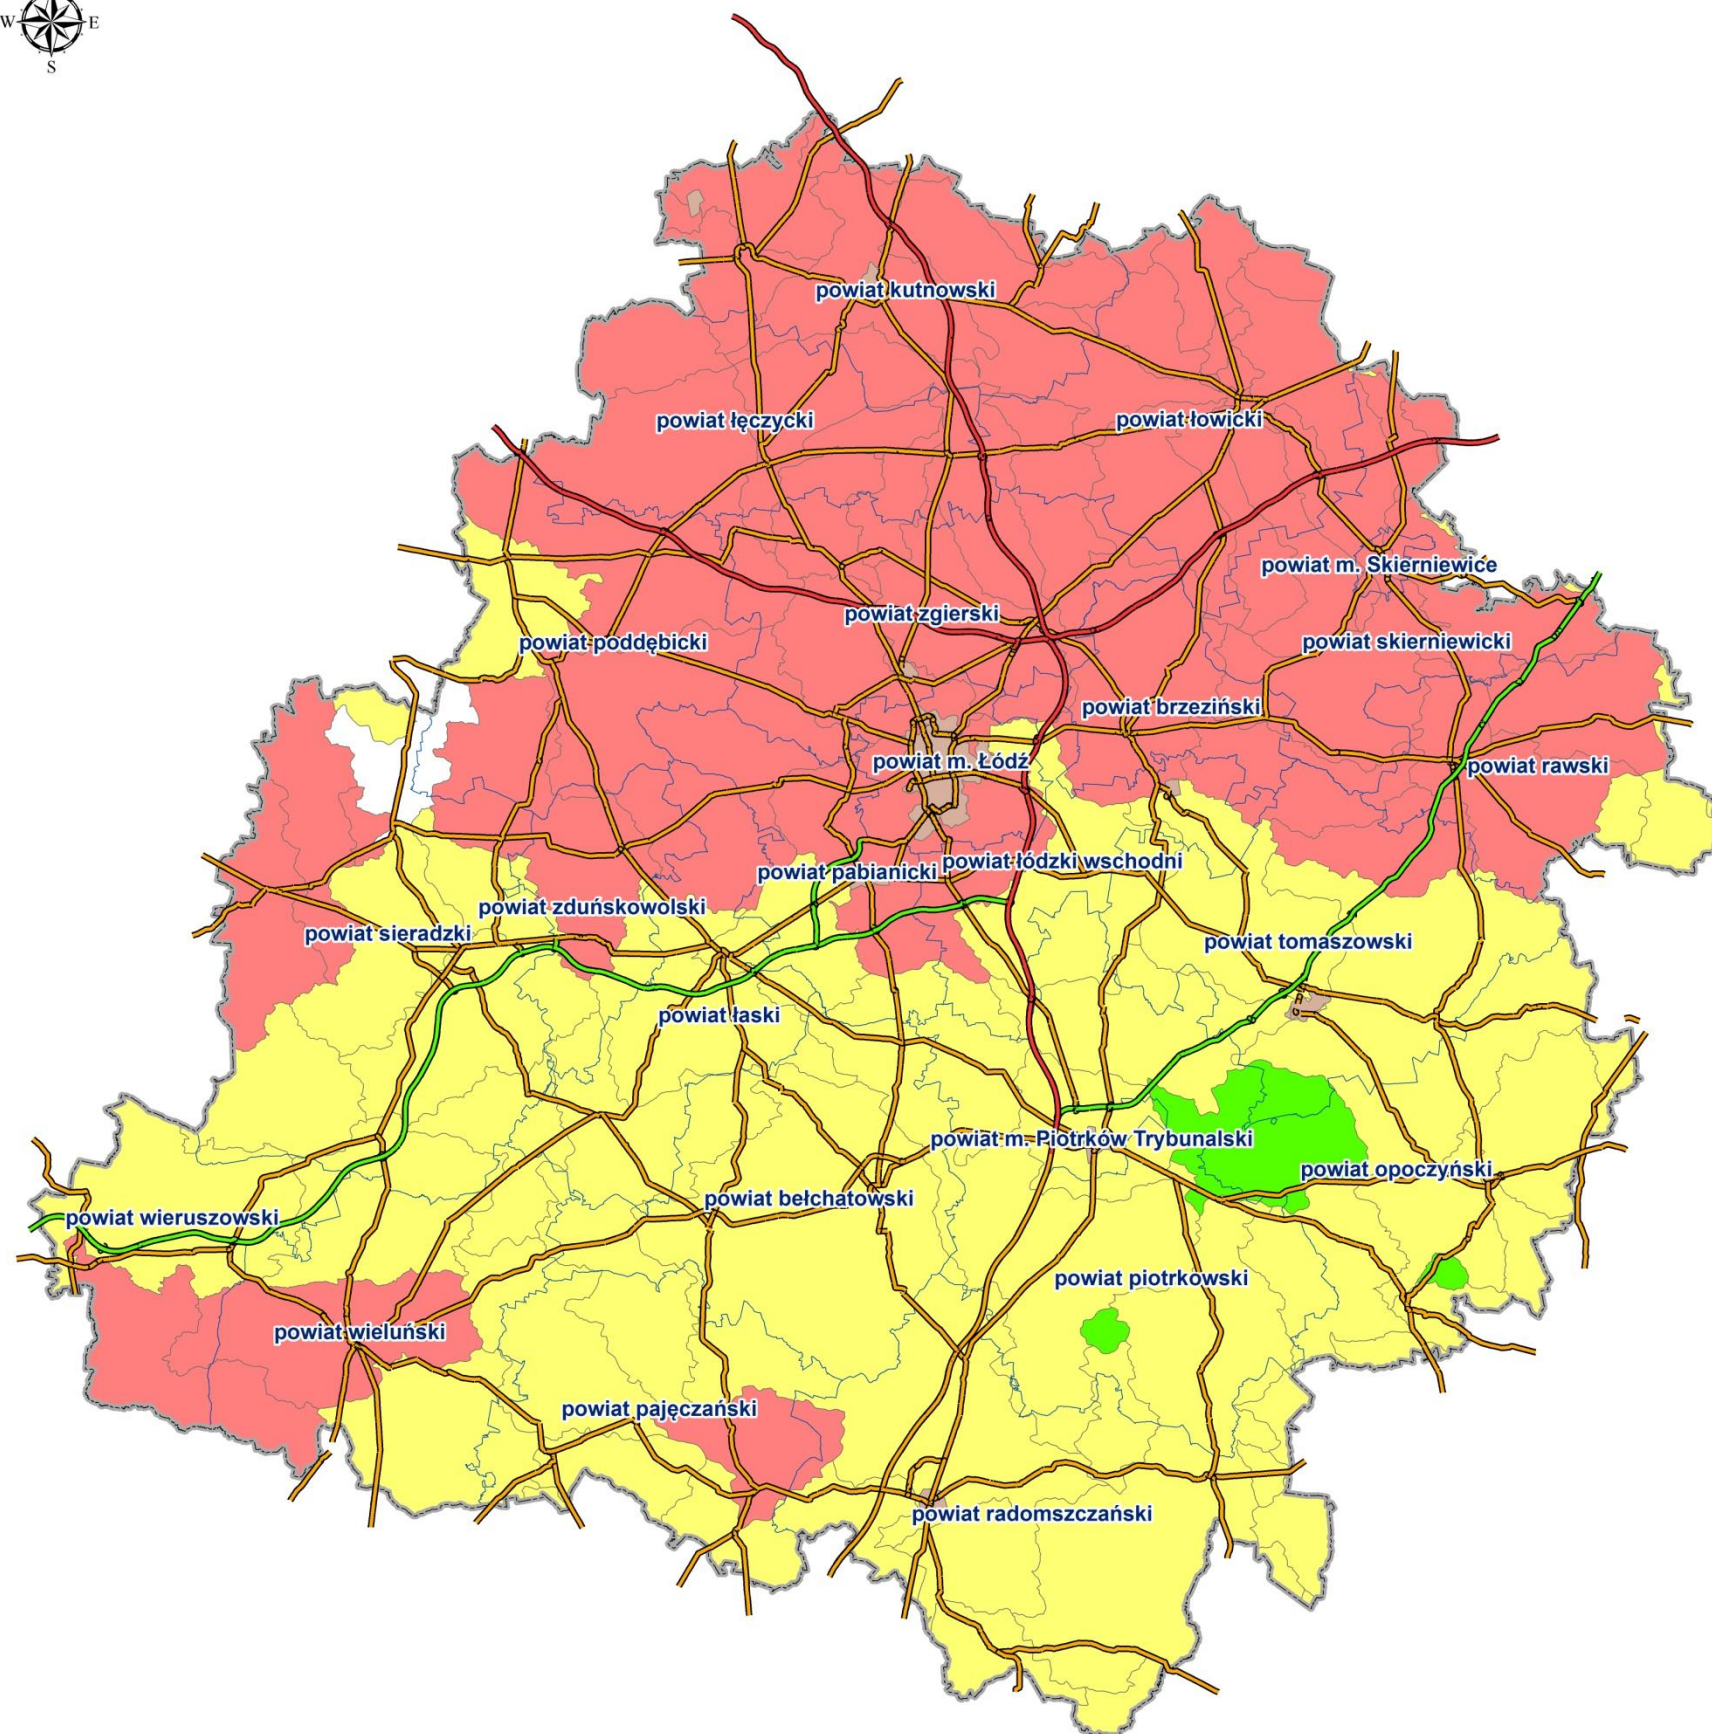 W E
S
powiat kutnowski
powiat łęczycki
powiat łowicki
powiat m. Skierniewice
powiat zgierski
powiat poddębicki
powiat skierniewicki
powiat brzeziński
powiat m. Łódź
powiat rawski
powiat łódzki wschodni
powiat pabianicki
powiat zduńskowolski
powiat sieradzki
powiat tomaszowski
powiat łaski
powiat m. Piotrków Trybunalski
powiat opoczyński
powiat bełchatowski
powiat wieruszowski
powiat piotrkowski
powiat wieluński
powiat pajęczański
powiat radomszczański